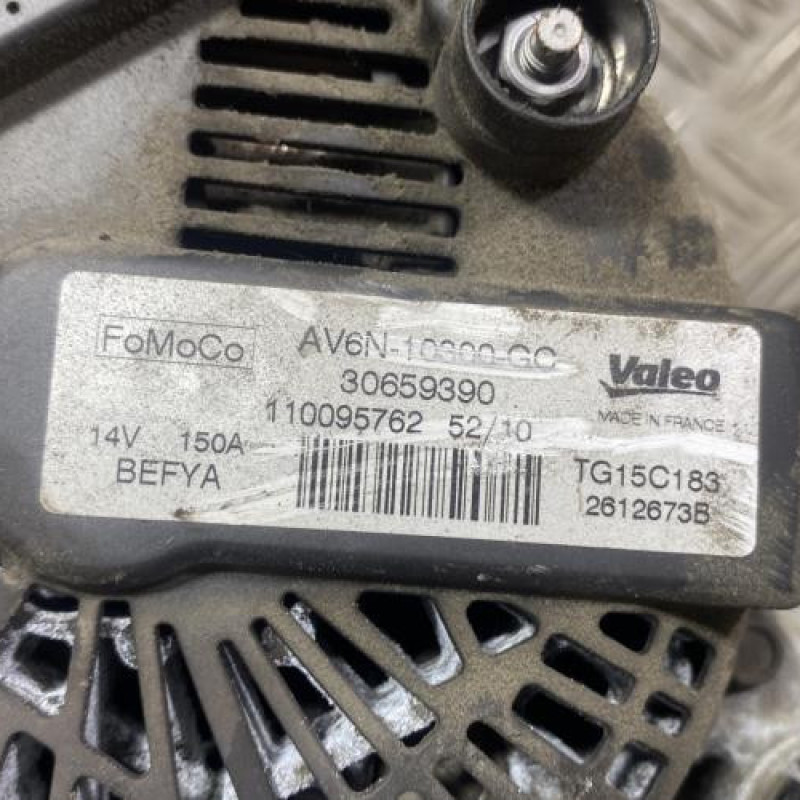 FoMoCo AV6N-10300-GC
30659390 Valeo
110095762 52/10 MADE IN FRANCE
14V 150A TG15C183
BEFYA 2612673B